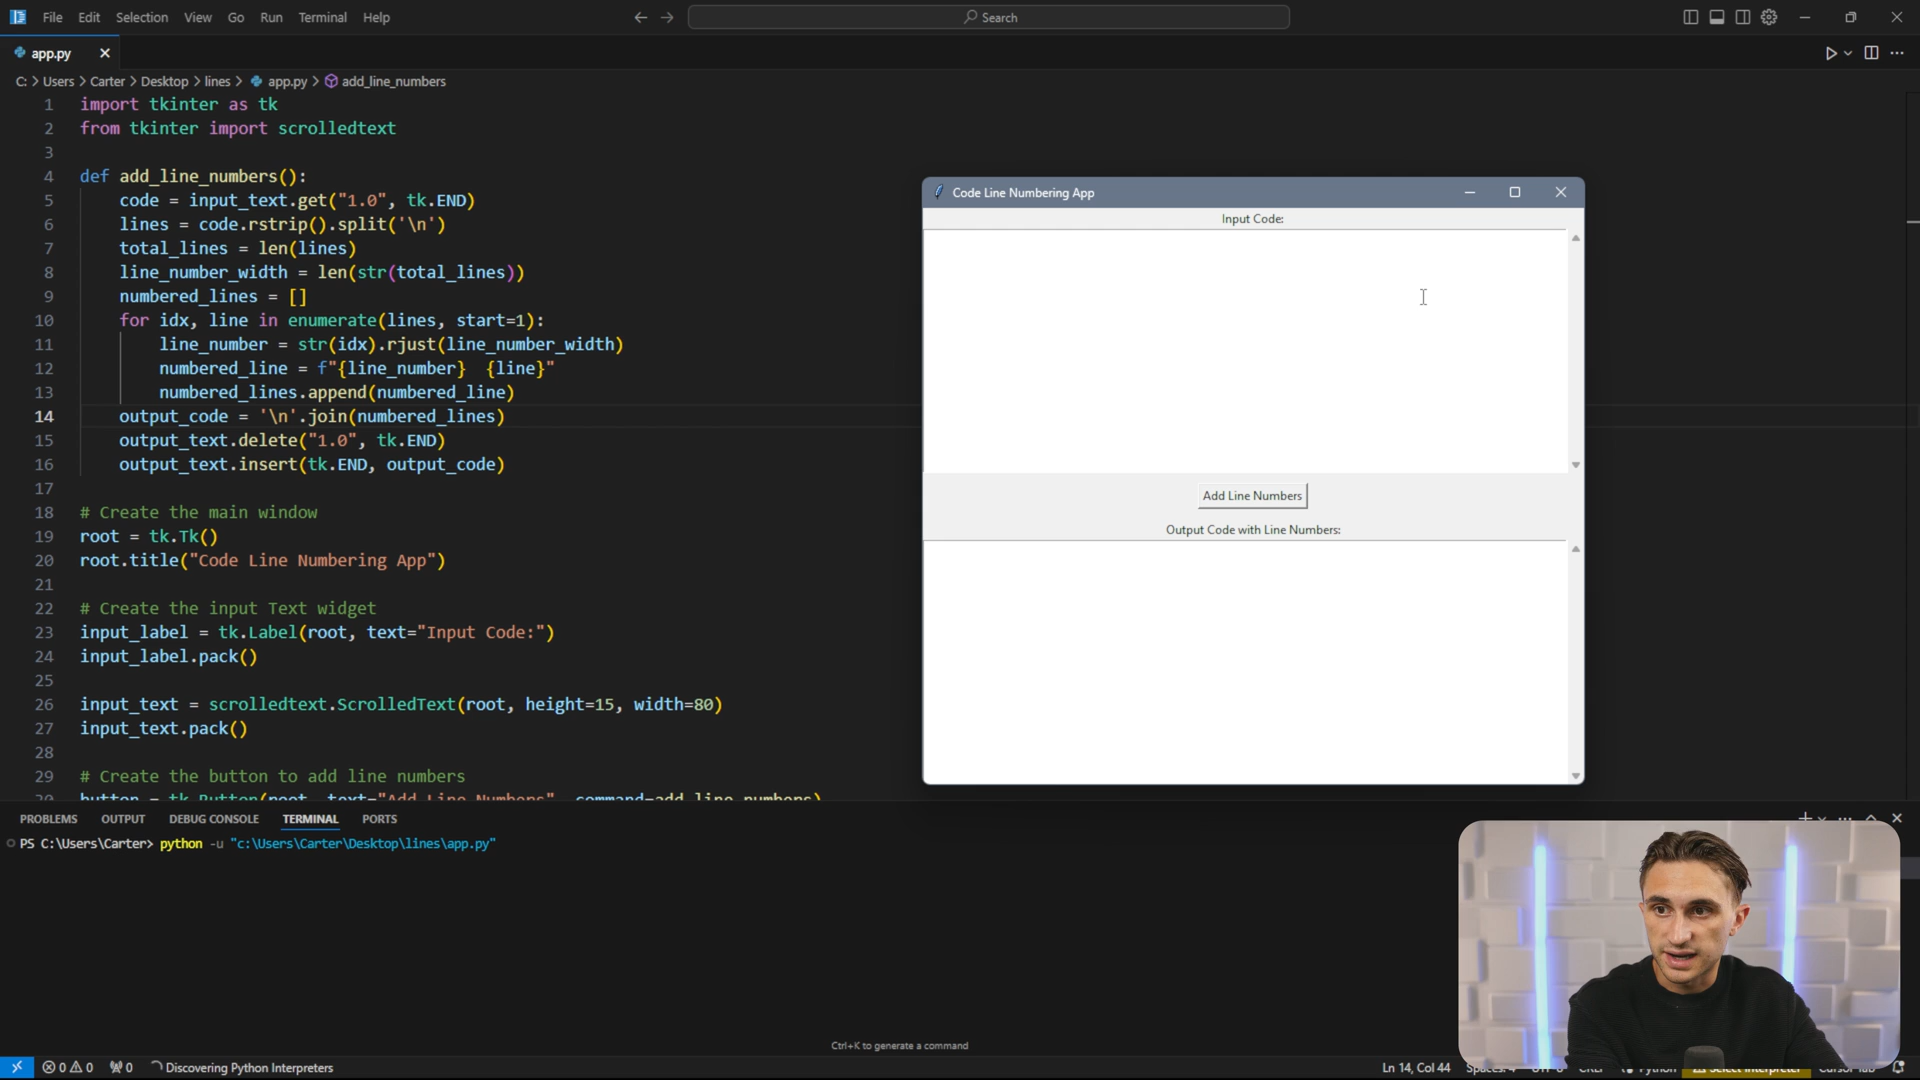 File Edit Selection View Go Run Terminal Help
Search
app.py
C: > Users > Carter > Desktop > lines > app.py > add_line_numbers
1 import tkinter as tk
2 from tkinter import scrolledtext
3
4 def add_line_numbers():
5 code = input_text.get("1.0", tk.END)
6 lines = code.rstrip().split('\n')
7 total_lines = len(lines)
8 line_number_width = len(str(total_lines))
9 numbered_lines = []
10 for idx, line in enumerate(lines, start=1):
11 line_number = str(idx).rjust(line_number_width)
12 numbered_line = f"{line_number}  {line}"
13 numbered_lines.append(numbered_line)
14 output_code = '\n'.join(numbered_lines)
15 output_text.delete("1.0", tk.END)
16 output_text.insert(tk.END, output_code)
17
18 # Create the main window
19 root = tk.Tk()
20 root.title("Code Line Numbering App")
21
22 # Create the input Text widget
23 input_label = tk.Label(root, text="Input Code:")
24 input_label.pack()
25
26 input_text = scrolledtext.ScrolledText(root, height=15, width=80)
27 input_text.pack()
28
29 # Create the button to add line numbers
30 button = tk.Button(root, text="Add Line Numbers", command=add_line_numbers)
Code Line Numbering App
Input Code:
Add Line Numbers
Output Code with Line Numbers:
PROBLEMS OUTPUT DEBUG CONSOLE TERMINAL PORTS
PS C:\Users\Carter> python -u "c:\Users\Carter\Desktop\lines\app.py"
Ctrl+K to generate a command
0 0 0 Discovering Python Interpreters
Ln 14, Col 44 Spaces: 4 UTF-8 CRLF Python Select Interpreter Cursor Tab